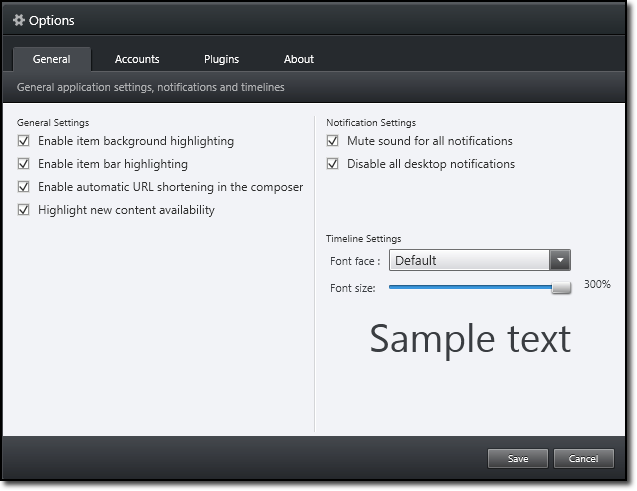 Options
General
Accounts
Plugins
About
General application settings, notifications and timelines
General Settings
Enable item background highlighting
Enable item bar highlighting
Enable automatic URL shortening in the composer
Highlight new content availability
Notification Settings
Mute sound for all notifications
Disable all desktop notifications
Timeline Settings
Font face :
Default
Font size:
300%
Sample text
Save
Cancel